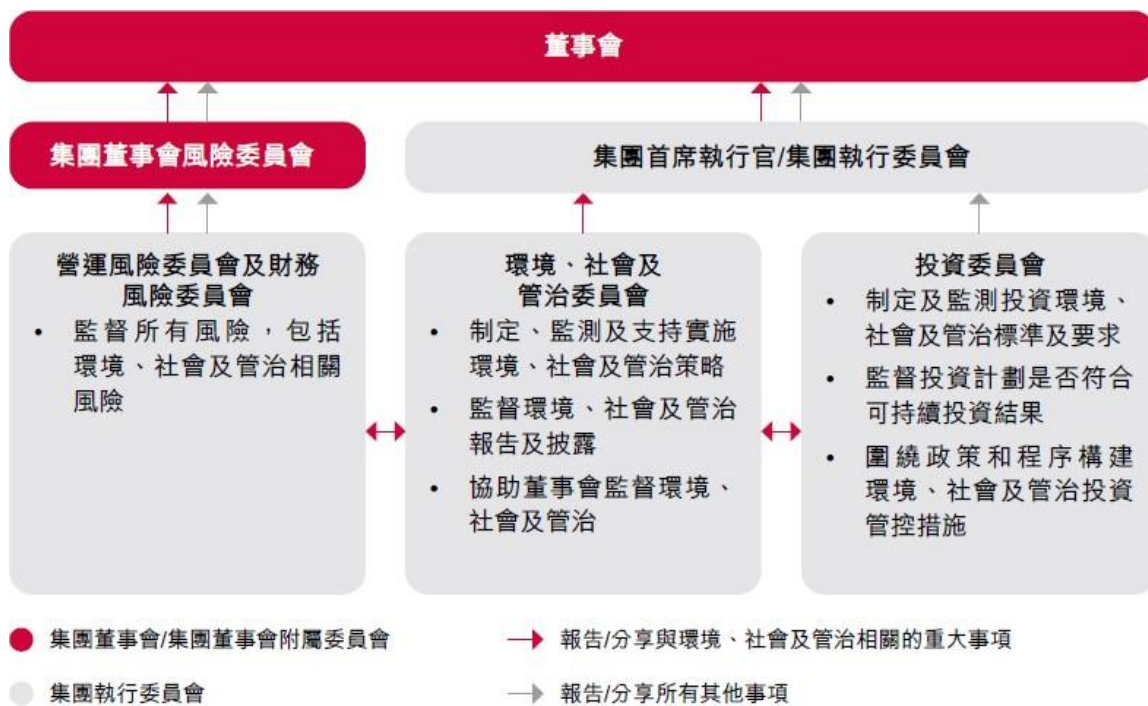 董事會
集團董事會風險委員會
集團首席執行官/集團執行委員會
營運風險委員會及財務
風險委員會
• 監督所有風險，包括
環境、社會及管治相關
風險
環境、社會及
管治委員會
• 制定、監測及支持實施
環境、社會及管治策略
• 監督環境、社會及管治
報告及披露
• 協助董事會監督環境、
社會及管治
投資委員會
• 制定及監測投資環境、
社會及管治標準及要求
• 監督投資計劃是否符合
可持續投資結果
• 圍繞政策和程序構建
環境、社會及管治投資
管控措施
集團董事會/集團董事會附屬委員會
報告/分享與環境、社會及管治相關的重大事項
集團執行委員會
報告/分享所有其他事項